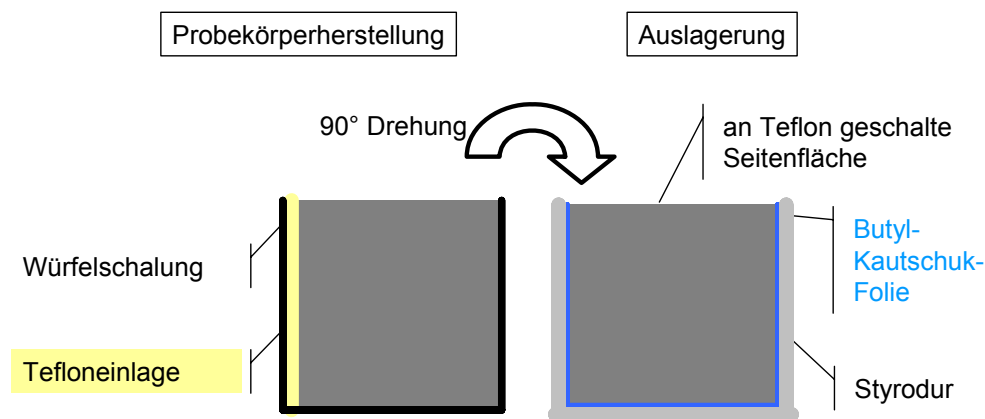 Probekörperherstellung
Auslagerung
90° Drehung
an Teflon geschalte
Seitenfläche
Würfelschalung
Butyl-
Kautschuk-
Folie
Tefloneinlage
Styrodur